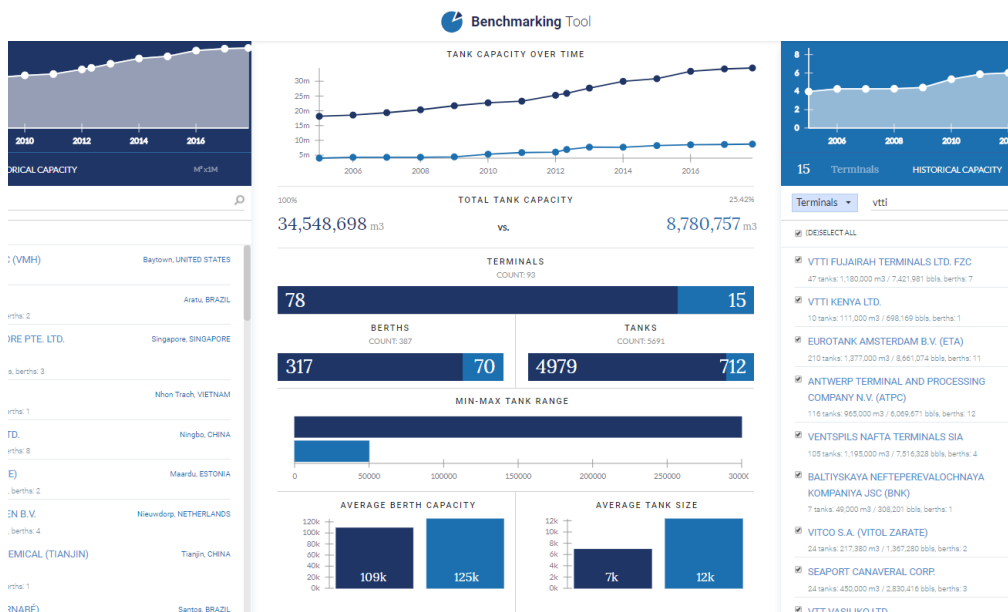 Benchmarking Tool
2010 2012 2014 2016
ORICAL CAPACITY M³ x1M
C (VMH) Baytown, UNITED STATES
Aratu, BRAZIL
erths: 2
ORE PTE. LTD. Singapore, SINGAPORE
s, berths: 3
Nhon Trach, VIETNAM
erths: 1
TD. Ningbo, CHINA
erths: 8
E) Maardu, ESTONIA
, berths: 2
EN B.V. Nieuwdorp, NETHERLANDS
, berths: 4
EMICAL (TIANJIN) Tianjin, CHINA
erths: 1
RNABÉ) Santos, BRAZIL
TANK CAPACITY OVER TIME
30m
25m
20m
15m
10m
5m
2006 2008 2010 2012 2014 2016
100% TOTAL TANK CAPACITY 25.42%
34,548,698 m3 vs. 8,780,757 m3
TERMINALS
COUNT: 93
78 15
BERTHS
COUNT: 387
317 70
TANKS
COUNT: 5691
4979 712
MIN-MAX TANK RANGE
0 50000 100000 150000 200000 250000 30000
AVERAGE BERTH CAPACITY
120k
100k
80k
60k
40k
20k
0k
109k 125k
AVERAGE TANK SIZE
12k
10k
8k
6k
4k
2k
0k
7k 12k
8
6
4
2
0
2006 2008 2010 20
15 Terminals HISTORICAL CAPACITY
Terminals vtti
(DE)SELECT ALL
VTTI FUJAIRAH TERMINALS LTD. FZC
47 tanks: 1,180,000 m3 / 7,421,981 bbls, berths: 7
VTTI KENYA LTD.
10 tanks: 111,000 m3 / 698,169 bbls, berths: 1
EUROTANK AMSTERDAM B.V. (ETA)
210 tanks: 1,377,000 m3 / 8,661,074 bbls, berths: 11
ANTWERP TERMINAL AND PROCESSING
COMPANY N.V. (ATPC)
116 tanks: 965,000 m3 / 6,069,671 bbls, berths: 12
VENTSPILS NAFTA TERMINALS SIA
105 tanks: 1,195,000 m3 / 7,516,328 bbls, berths: 4
BALTIYSKAYA NEFTEPEREVALOCHNAYA
KOMPANIYA JSC (BNK)
7 tanks: 49,000 m3 / 308,201 bbls, berths: 1
VITCO S.A. (VITOL ZARATE)
24 tanks: 217,380 m3 / 1,367,280 bbls, berths: 2
SEAPORT CANAVERAL CORP.
24 tanks: 450,000 m3 / 2,830,416 bbls, berths: 3
VTT VASILIKO LTD